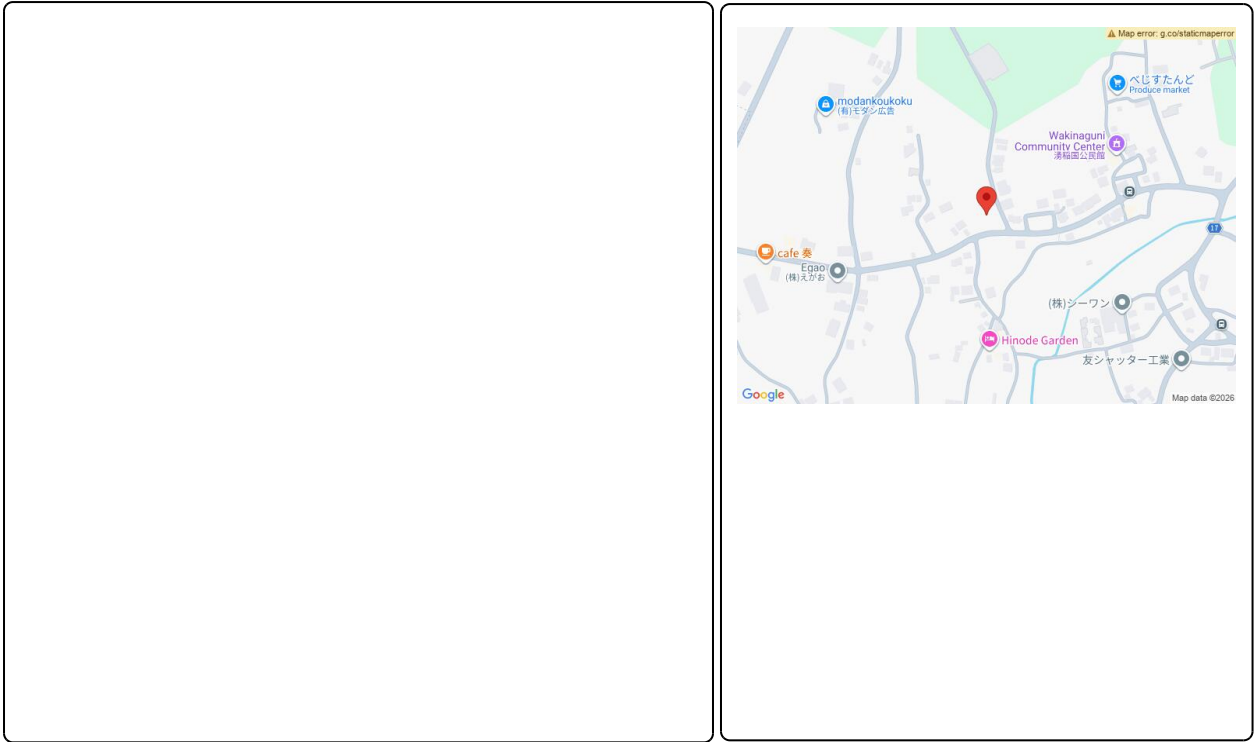 Map error: g.co/staticmaperror
べじすたんど
Produce market
modankoukoku
(有)モダン広告
Wakinaguni
Community Center
湧稲国公民館
17
cafe 奏
Egao
(株)えがお
(株)シーワン
Hinode Garden
友シャッター工業
Google
Map data ©2026